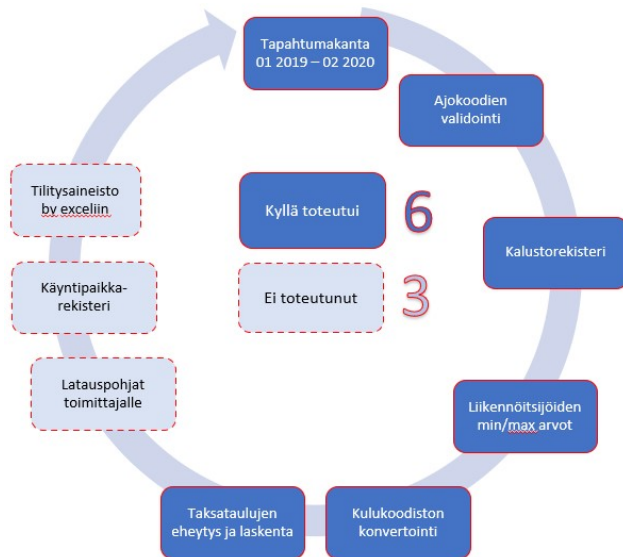 Tapahtumakanta
01 2019 – 02 2020
Ajokoodien
validointi
Kalustorekisteri
Liikennöitsijöiden
min/max arvot
Kulukoodiston
konvertointi
Taksataulujen
eheytys ja laskenta
Latauspohjat
toimittajalle
Käyntipaikka-
rekisteri
Tilitysaineisto
by exceliin
Kyllä toteutui
6
Ei toteutunut
3